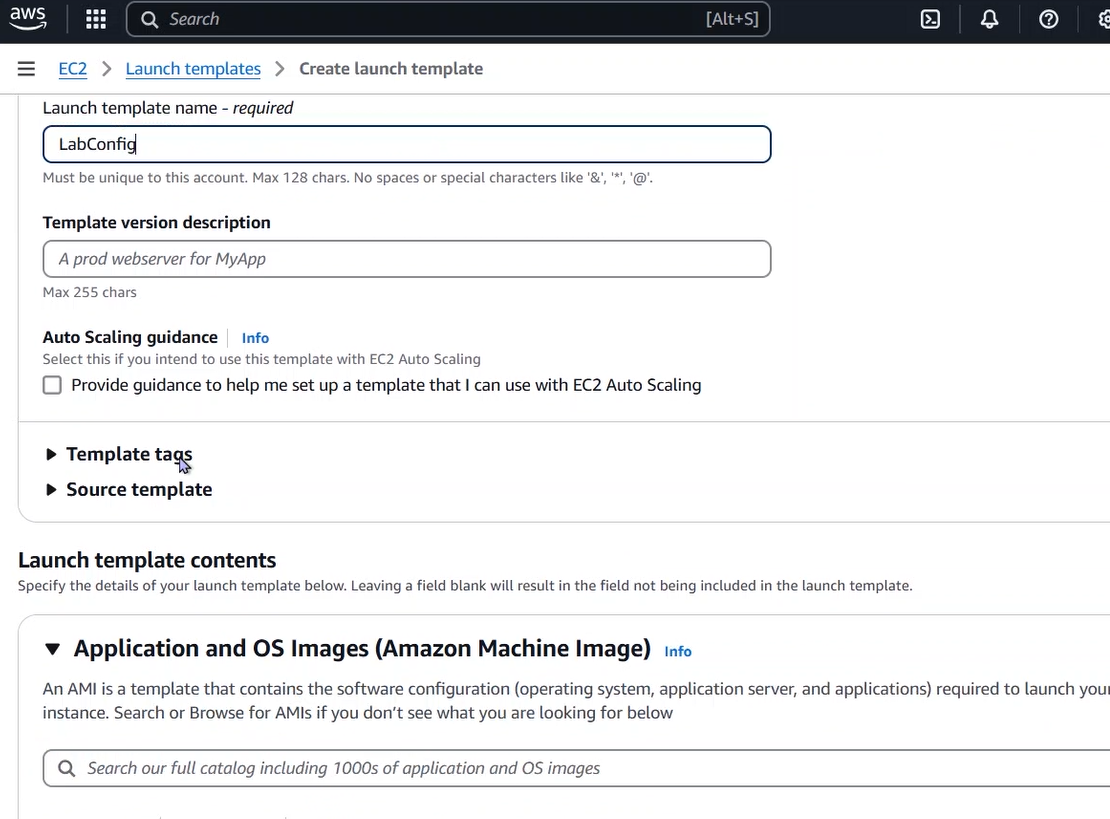 aws
Search [Alt+S]
EC2 > Launch templates > Create launch template
Launch template name - required
LabConfig
Must be unique to this account. Max 128 chars. No spaces or special characters like '&', '*', '@'.
Template version description
A prod webserver for MyApp
Max 255 chars
Auto Scaling guidance Info
Select this if you intend to use this template with EC2 Auto Scaling
Provide guidance to help me set up a template that I can use with EC2 Auto Scaling
Template tags
Source template
Launch template contents
Specify the details of your launch template below. Leaving a field blank will result in the field not being included in the launch template.
Application and OS Images (Amazon Machine Image) Info
An AMI is a template that contains the software configuration (operating system, application server, and applications) required to launch your
instance. Search or Browse for AMIs if you don't see what you are looking for below
Search our full catalog including 1000s of application and OS images